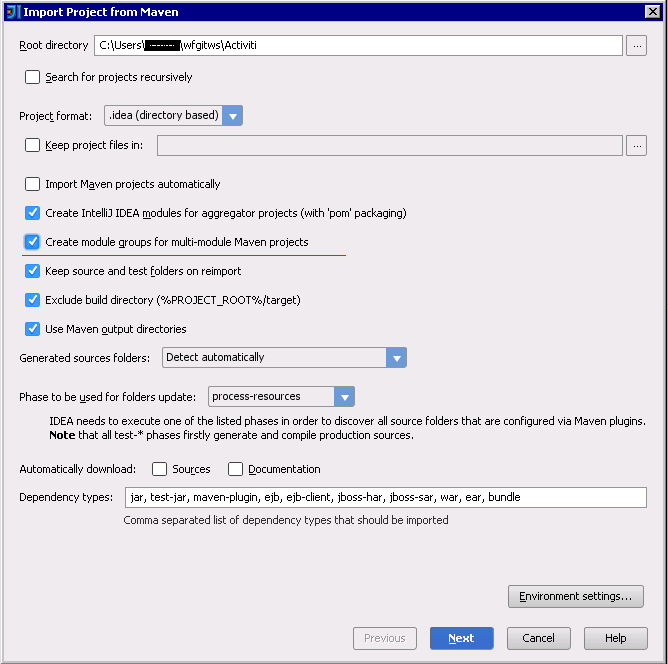 Import Project from Maven
Root directory C:\Users\ \wfgitws\Activiti ...
Search for projects recursively
Project format: .idea (directory based)
Keep project files in: ...
Import Maven projects automatically
Create IntelliJ IDEA modules for aggregator projects (with 'pom' packaging)
Create module groups for multi-module Maven projects
Keep source and test folders on reimport
Exclude build directory (%PROJECT_ROOT%/target)
Use Maven output directories
Generated sources folders: Detect automatically
Phase to be used for folders update: process-resources
IDEA needs to execute one of the listed phases in order to discover all source folders that are configured via Maven plugins.
Note that all test-* phases firstly generate and compile production sources.
Automatically download: Sources Documentation
Dependency types: jar, test-jar, maven-plugin, ejb, ejb-client, jboss-har, jboss-sar, war, ear, bundle
Comma separated list of dependency types that should be imported
Environment settings...
Previous Next Cancel Help